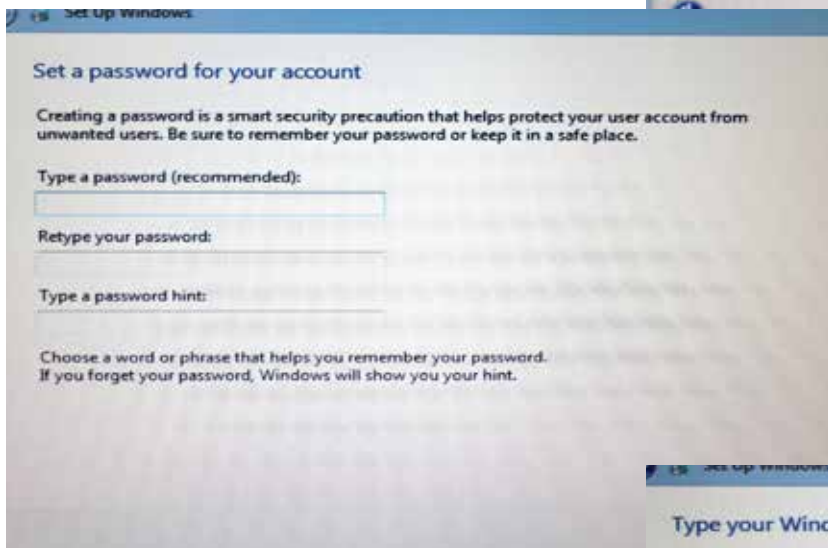 Set Up Windows
Set a password for your account
Creating a password is a smart security precaution that helps protect your user account from
unwanted users. Be sure to remember your password or keep it in a safe place.
Type a password (recommended):
Retype your password:
Type a password hint:
Choose a word or phrase that helps you remember your password.
If you forget your password, Windows will show you your hint.
Set Up Windows
Type your Wind